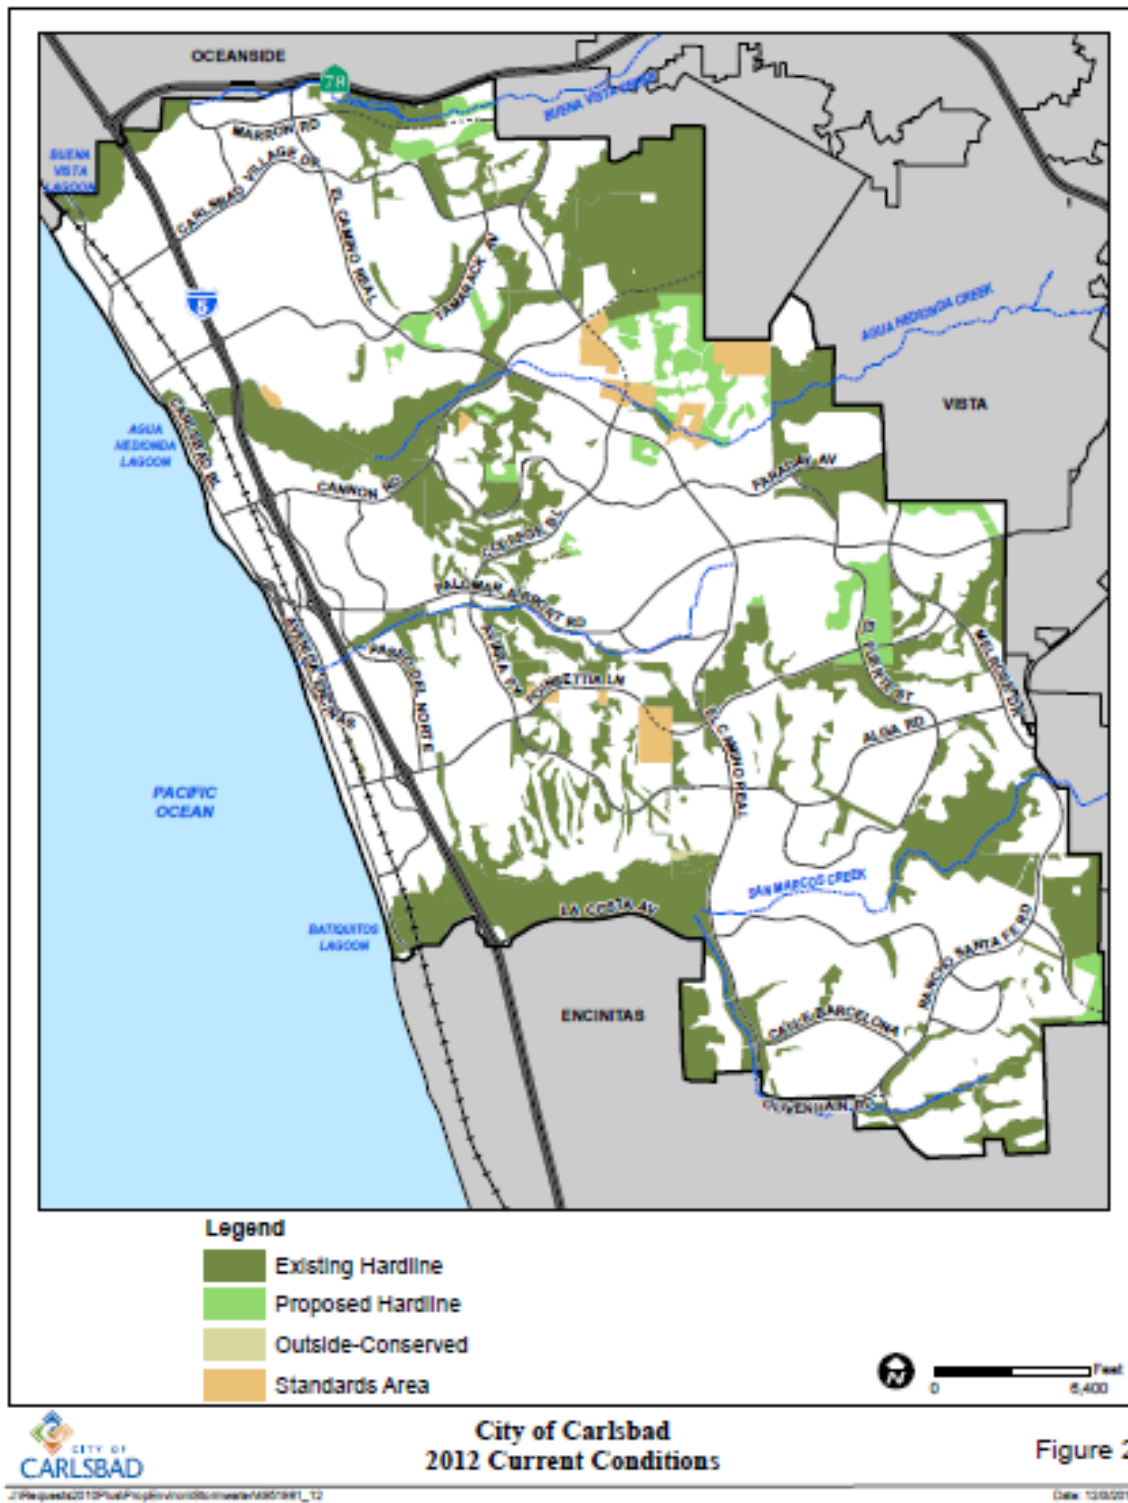 OCEANSIDE
78
BUENA VISTA CREEK
MARRON RD
BUENA
VISTA
LAGOON
CARLSBAD VILLAGE DR
EL CAMINO REAL
TAMARACK AV
5
AGUA HEDIONDA CREEK
VISTA
CARLSBAD BL
AGUA
HEDIONDA
LAGOON
CANNON RD
FARADAY AV
COLLEGE BL
PALOMAR AIRPORT RD
AVENIDA ENCINAS
PASEO DEL NORTE
AVIARA PY
POINSETTIA LN
EL FUERTE ST
MELROSE DR
ALGA RD
EL CAMINO REAL
PACIFIC
OCEAN
SAN MARCOS CREEK
LA COSTA AV
BATIQUITOS
LAGOON
RANCHO SANTA FE RD
ENCINITAS
CALLE BARCELONA
OLIVENHAIN RD
Legend
Existing Hardline
Proposed Hardline
Outside-Conserved
Standards Area
N
Feet
0 6,400
CITY OF
CARLSBAD
City of Carlsbad
2012 Current Conditions
Figure 2